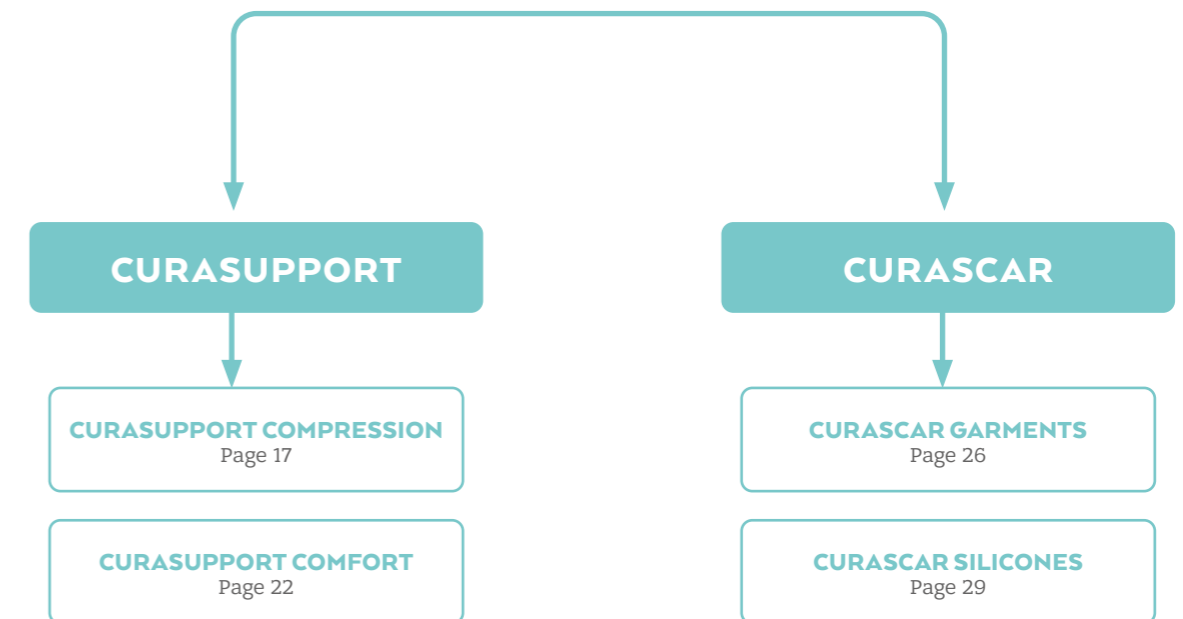 CURASUPPORT
CURASUPPORT COMPRESSION
Page 17
CURASUPPORT COMFORT
Page 22
CURASCAR
CURASCAR GARMENTS
Page 26
CURASCAR SILICONES
Page 29